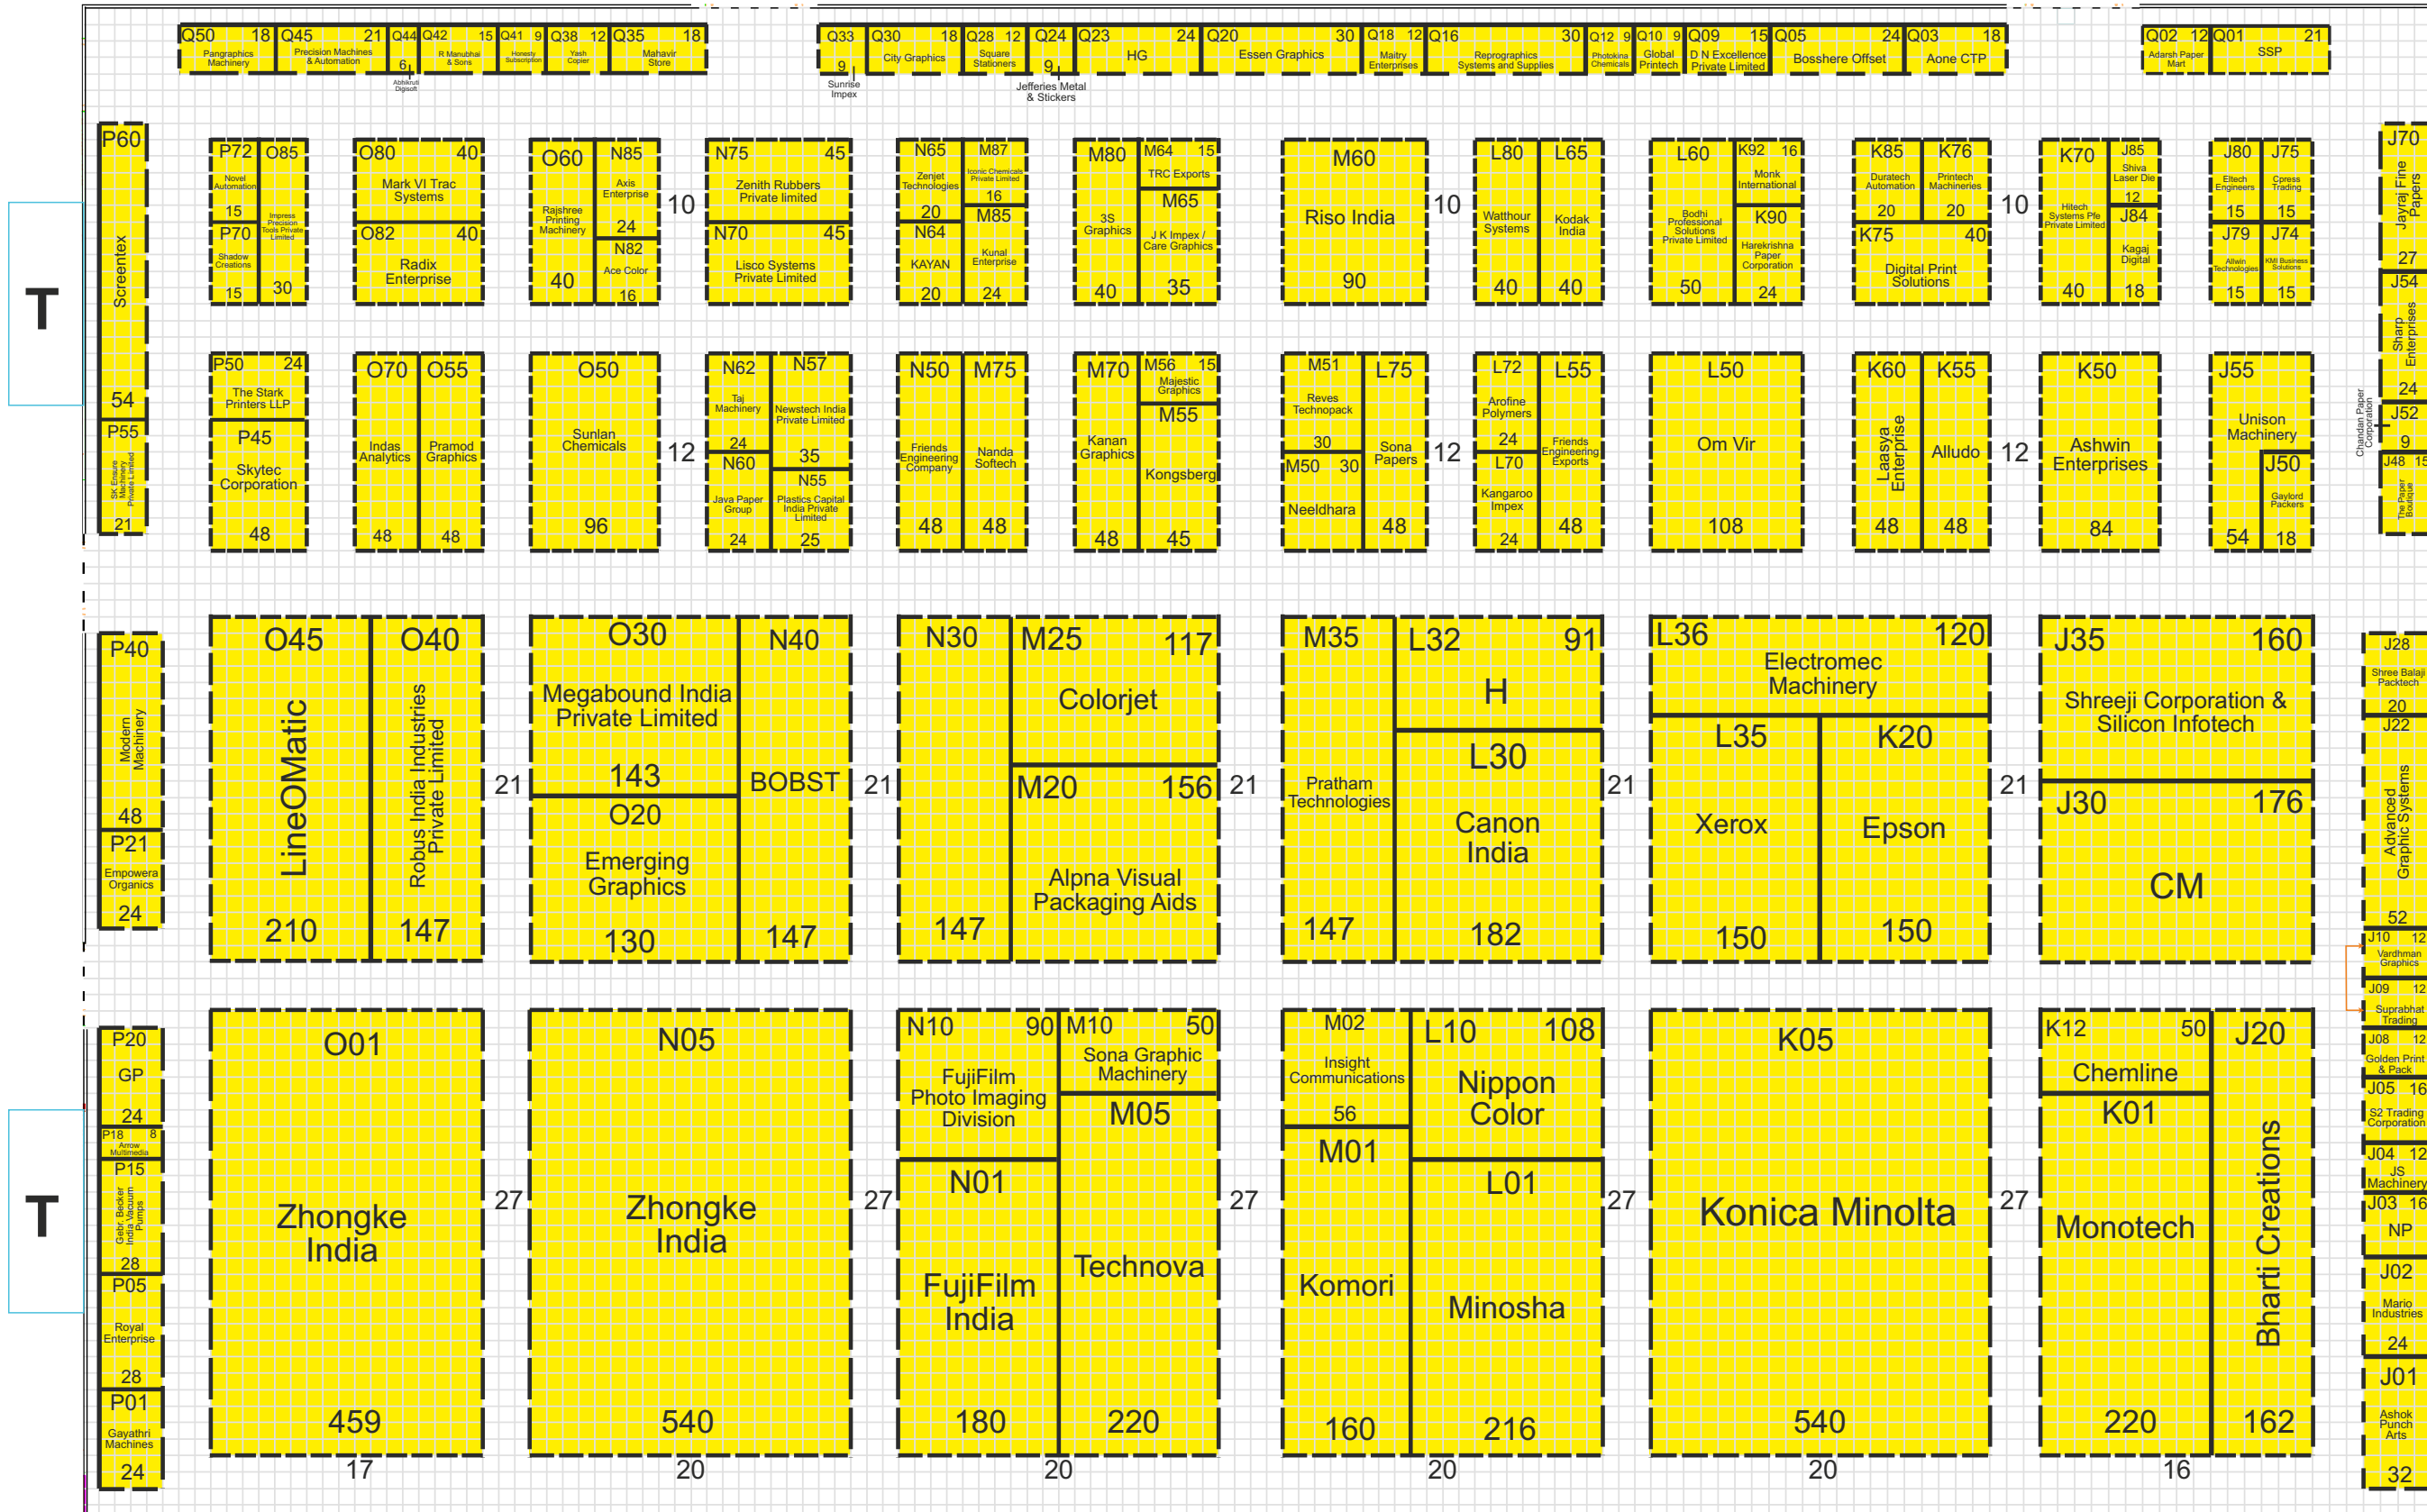 Q50 18
Pangraphics
Machinery
Q45 21
Precision Machines
& Automation
Q44
6
Abhikruti
Digisoft
Q42 15
R Manubhai
& Sons
Q41 9
Honesty
Subscription
Q38 12
Yash
Copier
Q35 18
Mahavir
Store
Q33
9
Sunrise
Impex
Q30 18
City Graphics
Q28 12
Square
Stationers
Q24
9
Jefferies Metal
& Stickers
Q23 24
HG
Q20 30
Essen Graphics
Q18 12
Maitry
Enterprises
Q16 30
Reprographics
Systems and Supplies
Q12 9
Photokina
Chemicals
Q10 9
Global
Printech
Q09 15
D N Excellence
Private Limited
Q05 24
Bosshere Offset
Q03 18
Aone CTP
Q02 12
Adarsh Paper
Mart
Q01 21
SSP
T
P60
Screentex
54
P55
SK Ensure
Machinery
Private Limited
21
P72
Novel
Automation
15
P70
Shadow
Creations
15
O85
Impress
Precision
Tools Private
Limited
30
O80 40
Mark VI Trac
Systems
O82 40
Radix
Enterprise
O60
Rajshree
Printing
Machinery
40
N85
Axis
Enterprise
24
N82
Ace Color
16
10
N75 45
Zenith Rubbers
Private limited
N70 45
Lisco Systems
Private Limited
N65
Zenjet
Technologies
20
N64
KAYAN
20
M87
Iconic Chemicals
Private Limited
16
M85
Kunal
Enterprise
24
M80
3S
Graphics
40
M64 15
TRC Exports
M65
J K Impex /
Care Graphics
35
M60
Riso India
90
10
L80
Watthour
Systems
40
L65
Kodak
India
40
L60
Bodhi
Professional
Solutions
Private Limited
50
K92 16
Monk
International
K90
Harekrishna
Paper
Corporation
24
K85
Duratech
Automation
20
K76
Printech
Machineries
20
K75 40
Digital Print
Solutions
10
K70
Hitech
Systems Pfe
Private Limited
40
J85
Shiva
Laser Die
12
J84
Kagaj
Digital
18
J80
Eltech
Engineers
15
J75
Cpress
Trading
15
J79
Allwin
Technologies
15
J74
KMI Business
Solutions
15
J70
Jayraj Fine
Papers
27
J54
Sharp
Enterprises
24
J52
9
Chandan Paper
Corporation
J48 15
The Paper
Boutique
P50 24
The Stark
Printers LLP
P45
Skytec
Corporation
48
O70
Indas
Analytics
48
O55
Pramod
Graphics
48
O50
Sunlan
Chemicals
96
12
N62
Taj
Machinery
24
N60
Java Paper
Group
24
N57
Newstech India
Private Limited
35
N55
Plastics Capital
India Private
Limited
25
N50
Friends
Engineering
Company
48
M75
Nanda
Softech
48
M70
Kanan
Graphics
48
M56 15
Majestic
Graphics
M55
Kongsberg
45
M51
Reves
Technopack
30
M50 30
Neeldhara
L75
Sona
Papers
48
12
L72
Arofine
Polymers
24
L70
Kangaroo
Impex
24
L55
Friends
Engineering
Exports
48
L50
Om Vir
108
K60
Laasya
Enterprise
48
K55
Alludo
48
12
K50
Ashwin
Enterprises
84
J55
Unison
Machinery
54
J50
Gaylord
Packers
18
P40
Modern
Machinery
48
P21
Empowera
Organics
24
O45
LineOMatic
210
O40
Robus India Industries
Private Limited
147
21
O30
Megabound India
Private Limited
143
O20
Emerging
Graphics
130
N40
BOBST
147
21
N30
147
M25 117
Colorjet
M20 156
Alpna Visual
Packaging Aids
21
M35
Pratham
Technologies
147
L32 91
H
L30
Canon
India
182
21
L36 120
Electromec
Machinery
L35
Xerox
150
K20
Epson
150
21
J35 160
Shreeji Corporation &
Silicon Infotech
J30 176
CM
J28
Shree Balaji
Packtech
20
J22
Advanced
Graphic Systems
52
J10 12
Vardhman
Graphics
J09 12
Suprabhat
Trading
J08 12
Golden Print
& Pack
J05 16
S2 Trading
Corporation
J04 12
JS
Machinery
J03 16
NP
J02
Mario
Industries
24
J01
Ashok
Punch
Arts
32
T
P20
GP
24
P18 8
Arrow
Multimedia
P15
Gebr. Becker
India Vacuum
Pumps
28
P05
Royal
Enterprise
28
P01
Gayathri
Machines
24
O01
Zhongke
India
459
27
N05
Zhongke
India
540
27
N10 90
FujiFilm
Photo Imaging
Division
N01
FujiFilm
India
180
M10 50
Sona Graphic
Machinery
M05
Technova
220
27
M02
Insight
Communications
56
M01
Komori
160
L10 108
Nippon
Color
L01
Minosha
216
27
K05
Konica Minolta
540
27
K12 50
Chemline
K01
Monotech
220
J20
Bharti Creations
162
17
20
20
20
20
16